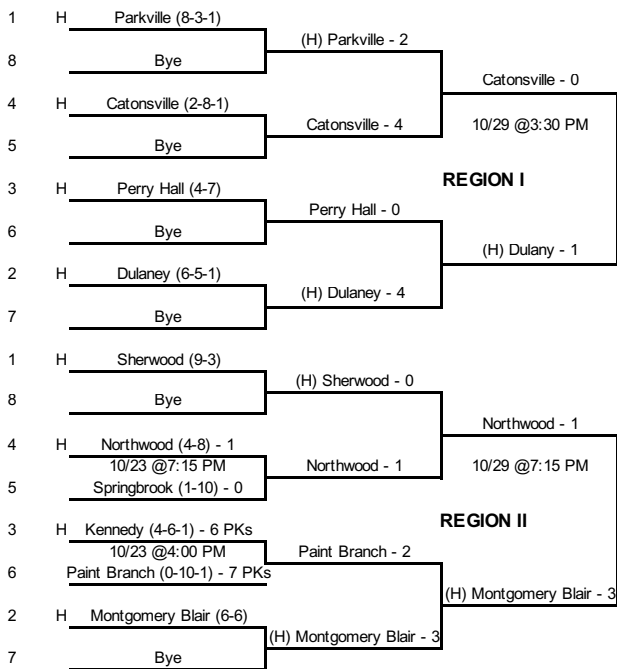 1 H Parkville (8-3-1)
(H) Parkville - 2
8 Bye
Catonsville - 0
4 H Catonsville (2-8-1)
Catonsville - 4
10/29 @3:30 PM
5 Bye
REGION I
3 H Perry Hall (4-7)
Perry Hall - 0
6 Bye
(H) Dulany - 1
2 H Dulaney (6-5-1)
(H) Dulaney - 4
7 Bye
1 H Sherwood (9-3)
(H) Sherwood - 0
8 Bye
Northwood - 1
4 H Northwood (4-8) - 1
10/23 @7:15 PM
Northwood - 1
10/29 @7:15 PM
5 Springbrook (1-10) - 0
REGION II
3 H Kennedy (4-6-1) - 6 PKs
10/23 @4:00 PM
Paint Branch - 2
6 Paint Branch (0-10-1) - 7 PKs
(H) Montgomery Blair - 3
2 H Montgomery Blair (6-6)
(H) Montgomery Blair - 3
7 Bye